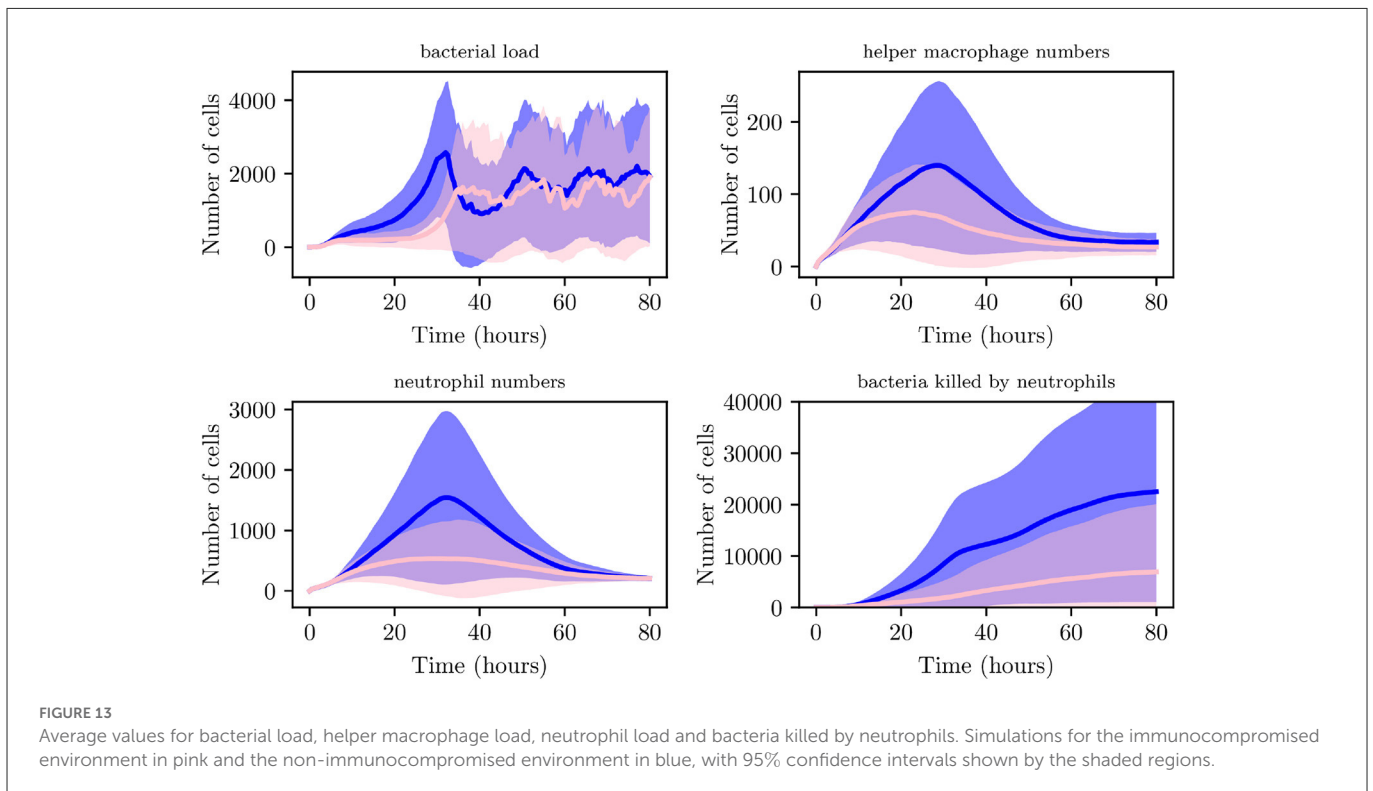 bacterial load
Number of cells
4000
2000
0
0 20 40 60 80
Time (hours)
helper macrophage numbers
Number of cells
200
100
0
0 20 40 60 80
Time (hours)
neutrophil numbers
Number of cells
3000
2000
1000
0
0 20 40 60 80
Time (hours)
bacteria killed by neutrophils
Number of cells
40000
30000
20000
10000
0
0 20 40 60 80
Time (hours)
FIGURE 13
Average values for bacterial load, helper macrophage load, neutrophil load and bacteria killed by neutrophils. Simulations for the immunocompromised
environment in pink and the non-immunocompromised environment in blue, with 95% confidence intervals shown by the shaded regions.